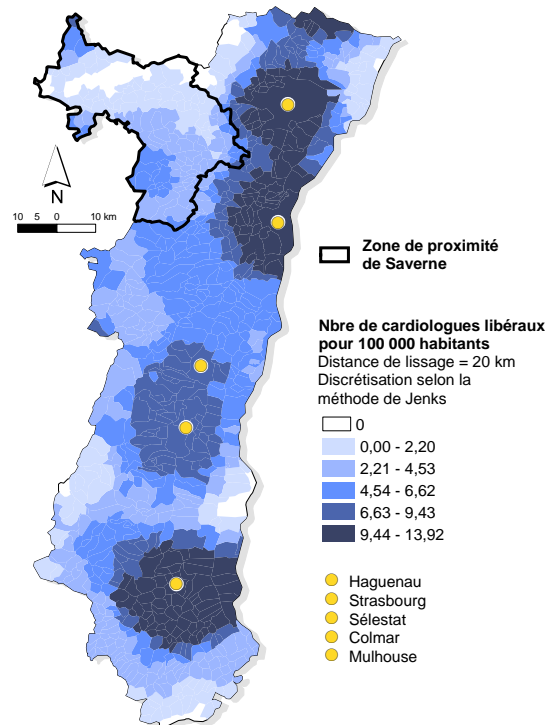 N
10 5 0 10 km
Zone de proximité
de Saverne
Nbre de cardiologues libéraux
pour 100 000 habitants
Distance de lissage = 20 km
Discrétisation selon la
méthode de Jenks
0
0,00 - 2,20
2,21 - 4,53
4,54 - 6,62
6,63 - 9,43
9,44 - 13,92
Haguenau
Strasbourg
Sélestat
Colmar
Mulhouse